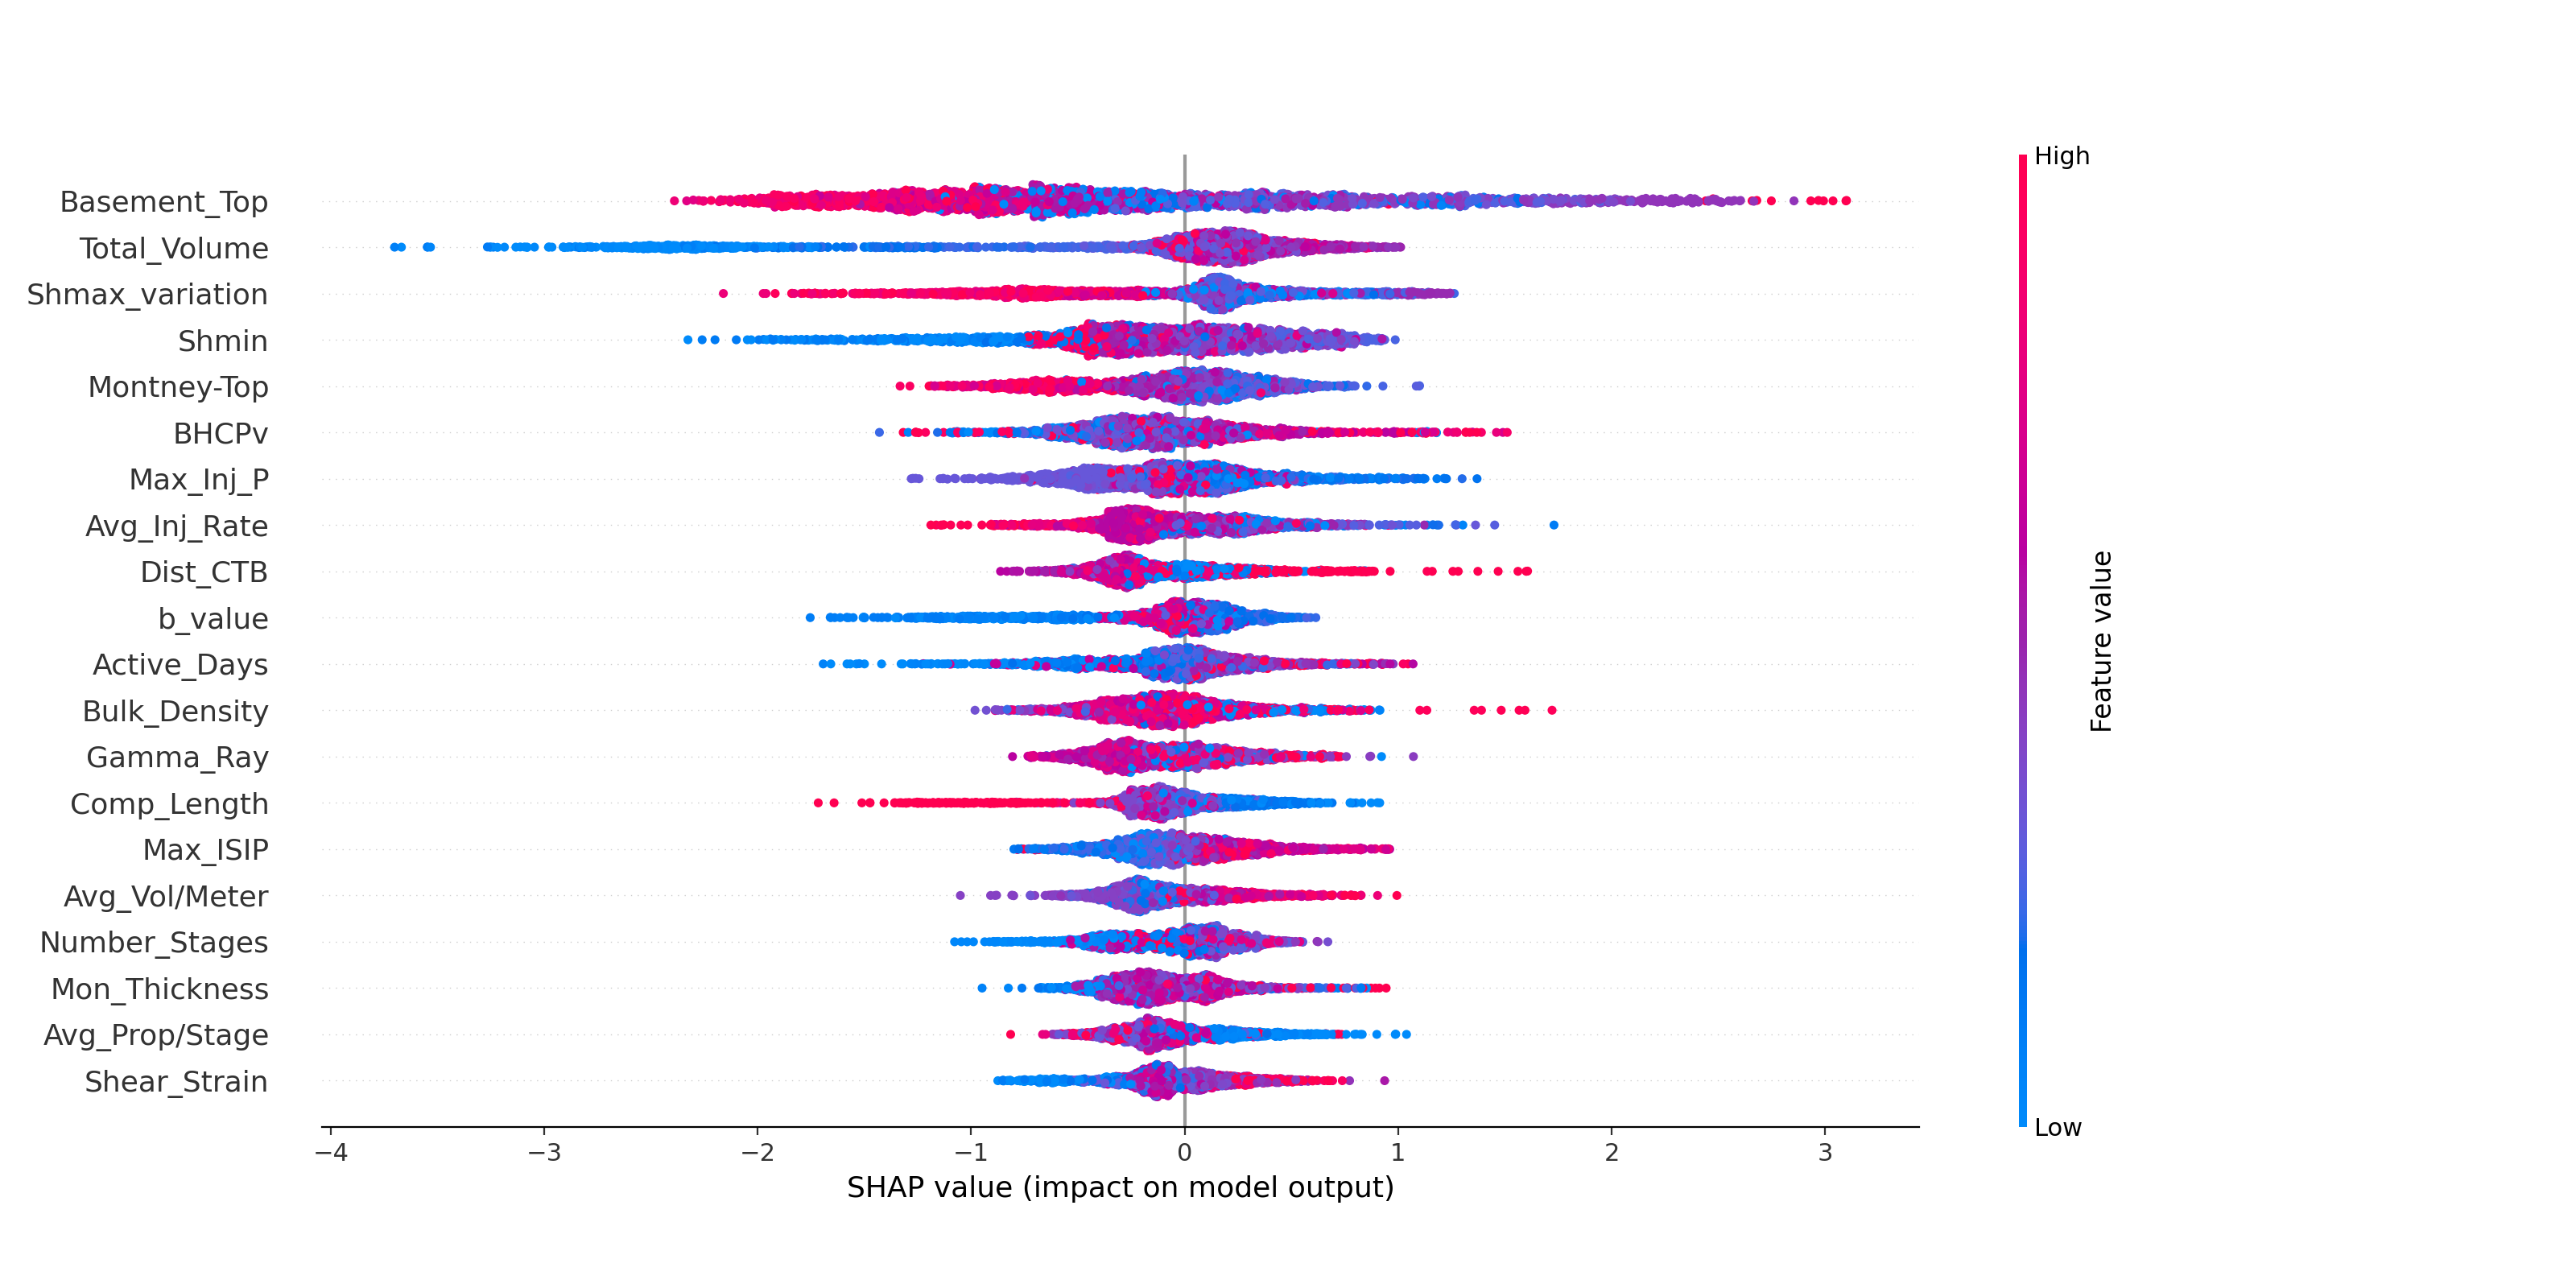 High
Basement_Top
Total_Volume
Shmax_variation
Shmin
Montney-Top
BHCPv
Max_Inj_P
Avg_Inj_Rate
Dist_CTB
b_value
Active_Days
Bulk_Density
Gamma_Ray
Comp_Length
Max_ISIP
Avg_Vol/Meter
Number_Stages
Mon_Thickness
Avg_Prop/Stage
Shear_Strain
Feature value
Low
−4 −3 −2 −1 0 1 2 3
SHAP value (impact on model output)